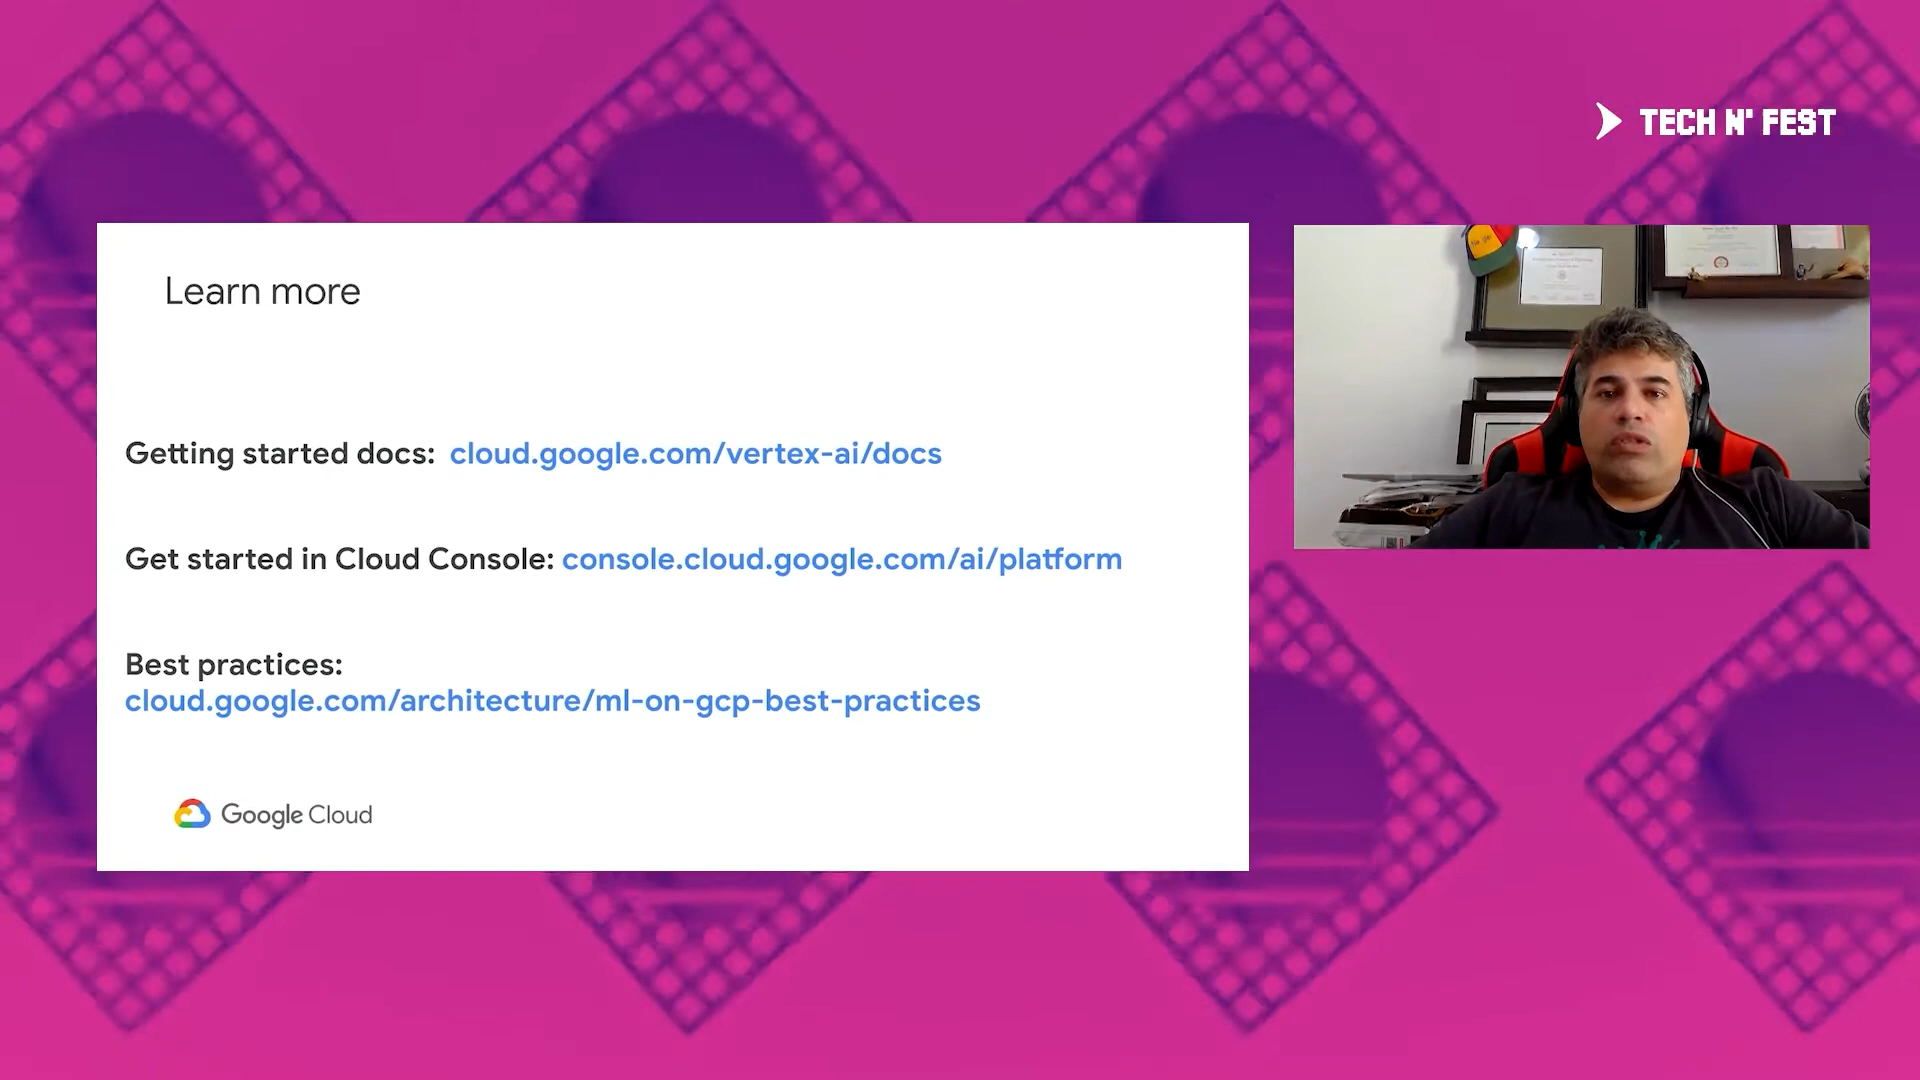 TECH N' FEST
Learn more
Getting started docs: cloud.google.com/vertex-ai/docs
Get started in Cloud Console: console.cloud.google.com/ai/platform
Best practices:
cloud.google.com/architecture/ml-on-gcp-best-practices
Google Cloud